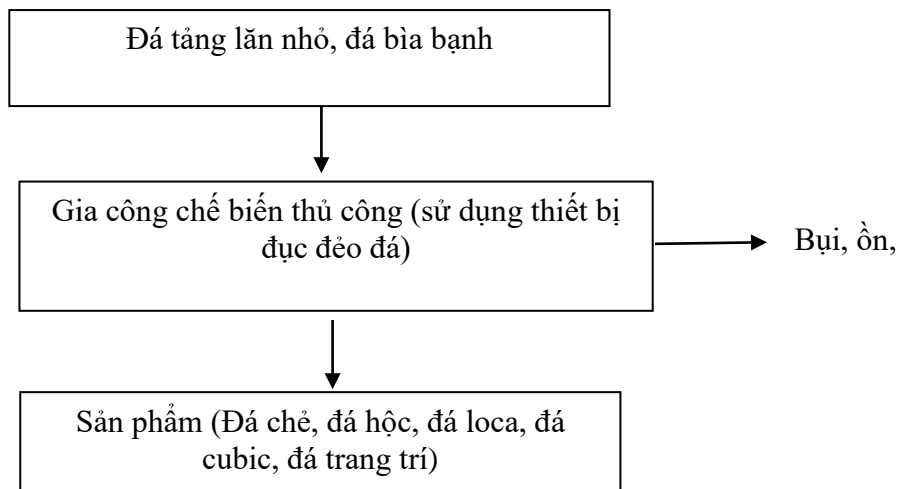 Đá tảng lăn nhỏ, đá bìa bạnh
Gia công chế biến thủ công (sử dụng thiết bị
đục đẻo đá)
Bụi, ồn,
Sản phẩm (Đá chẻ, đá hộc, đá loca, đá
cubic, đá trang trí)